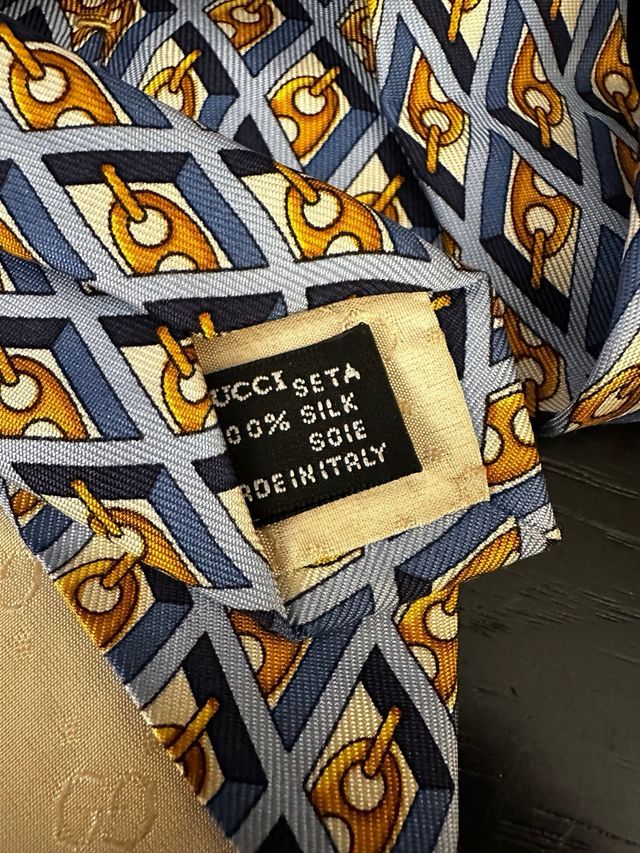 UCCI SETA
00% SILK
SOIE
ADE IN ITALY